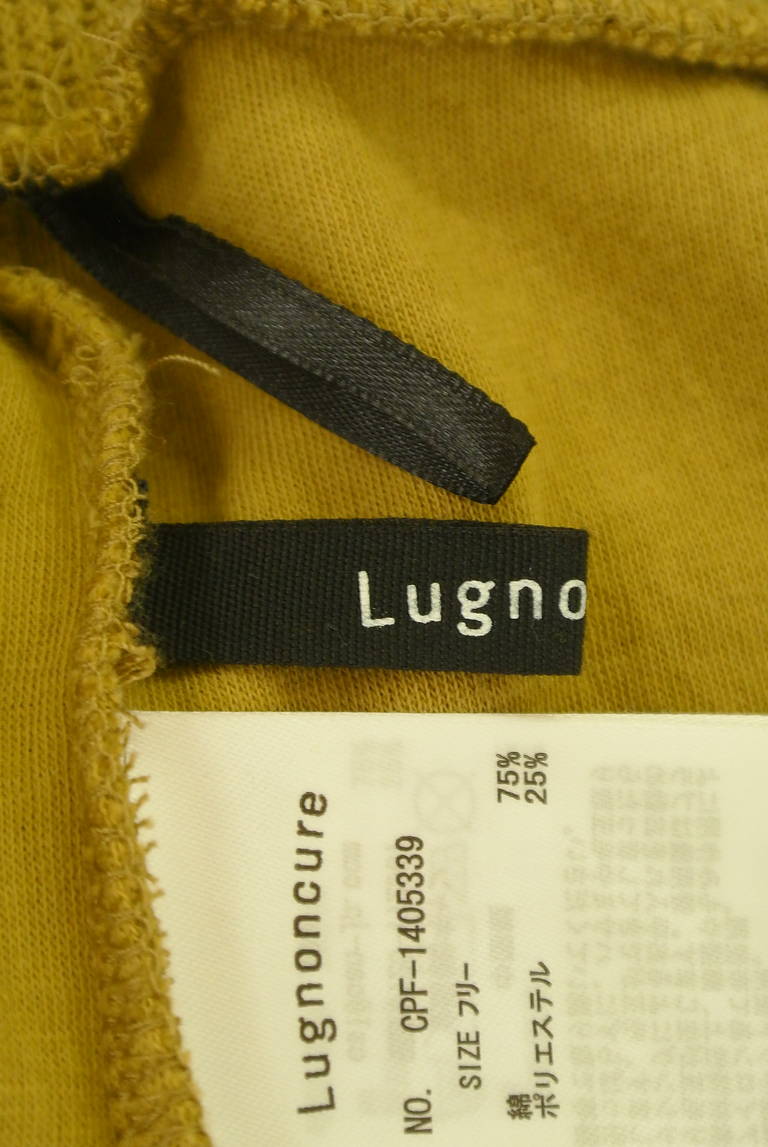 Lugno
Lugnoncure
NO. CPF-1405339
SIZE フリー
綿 75%
ポリエステル 25%